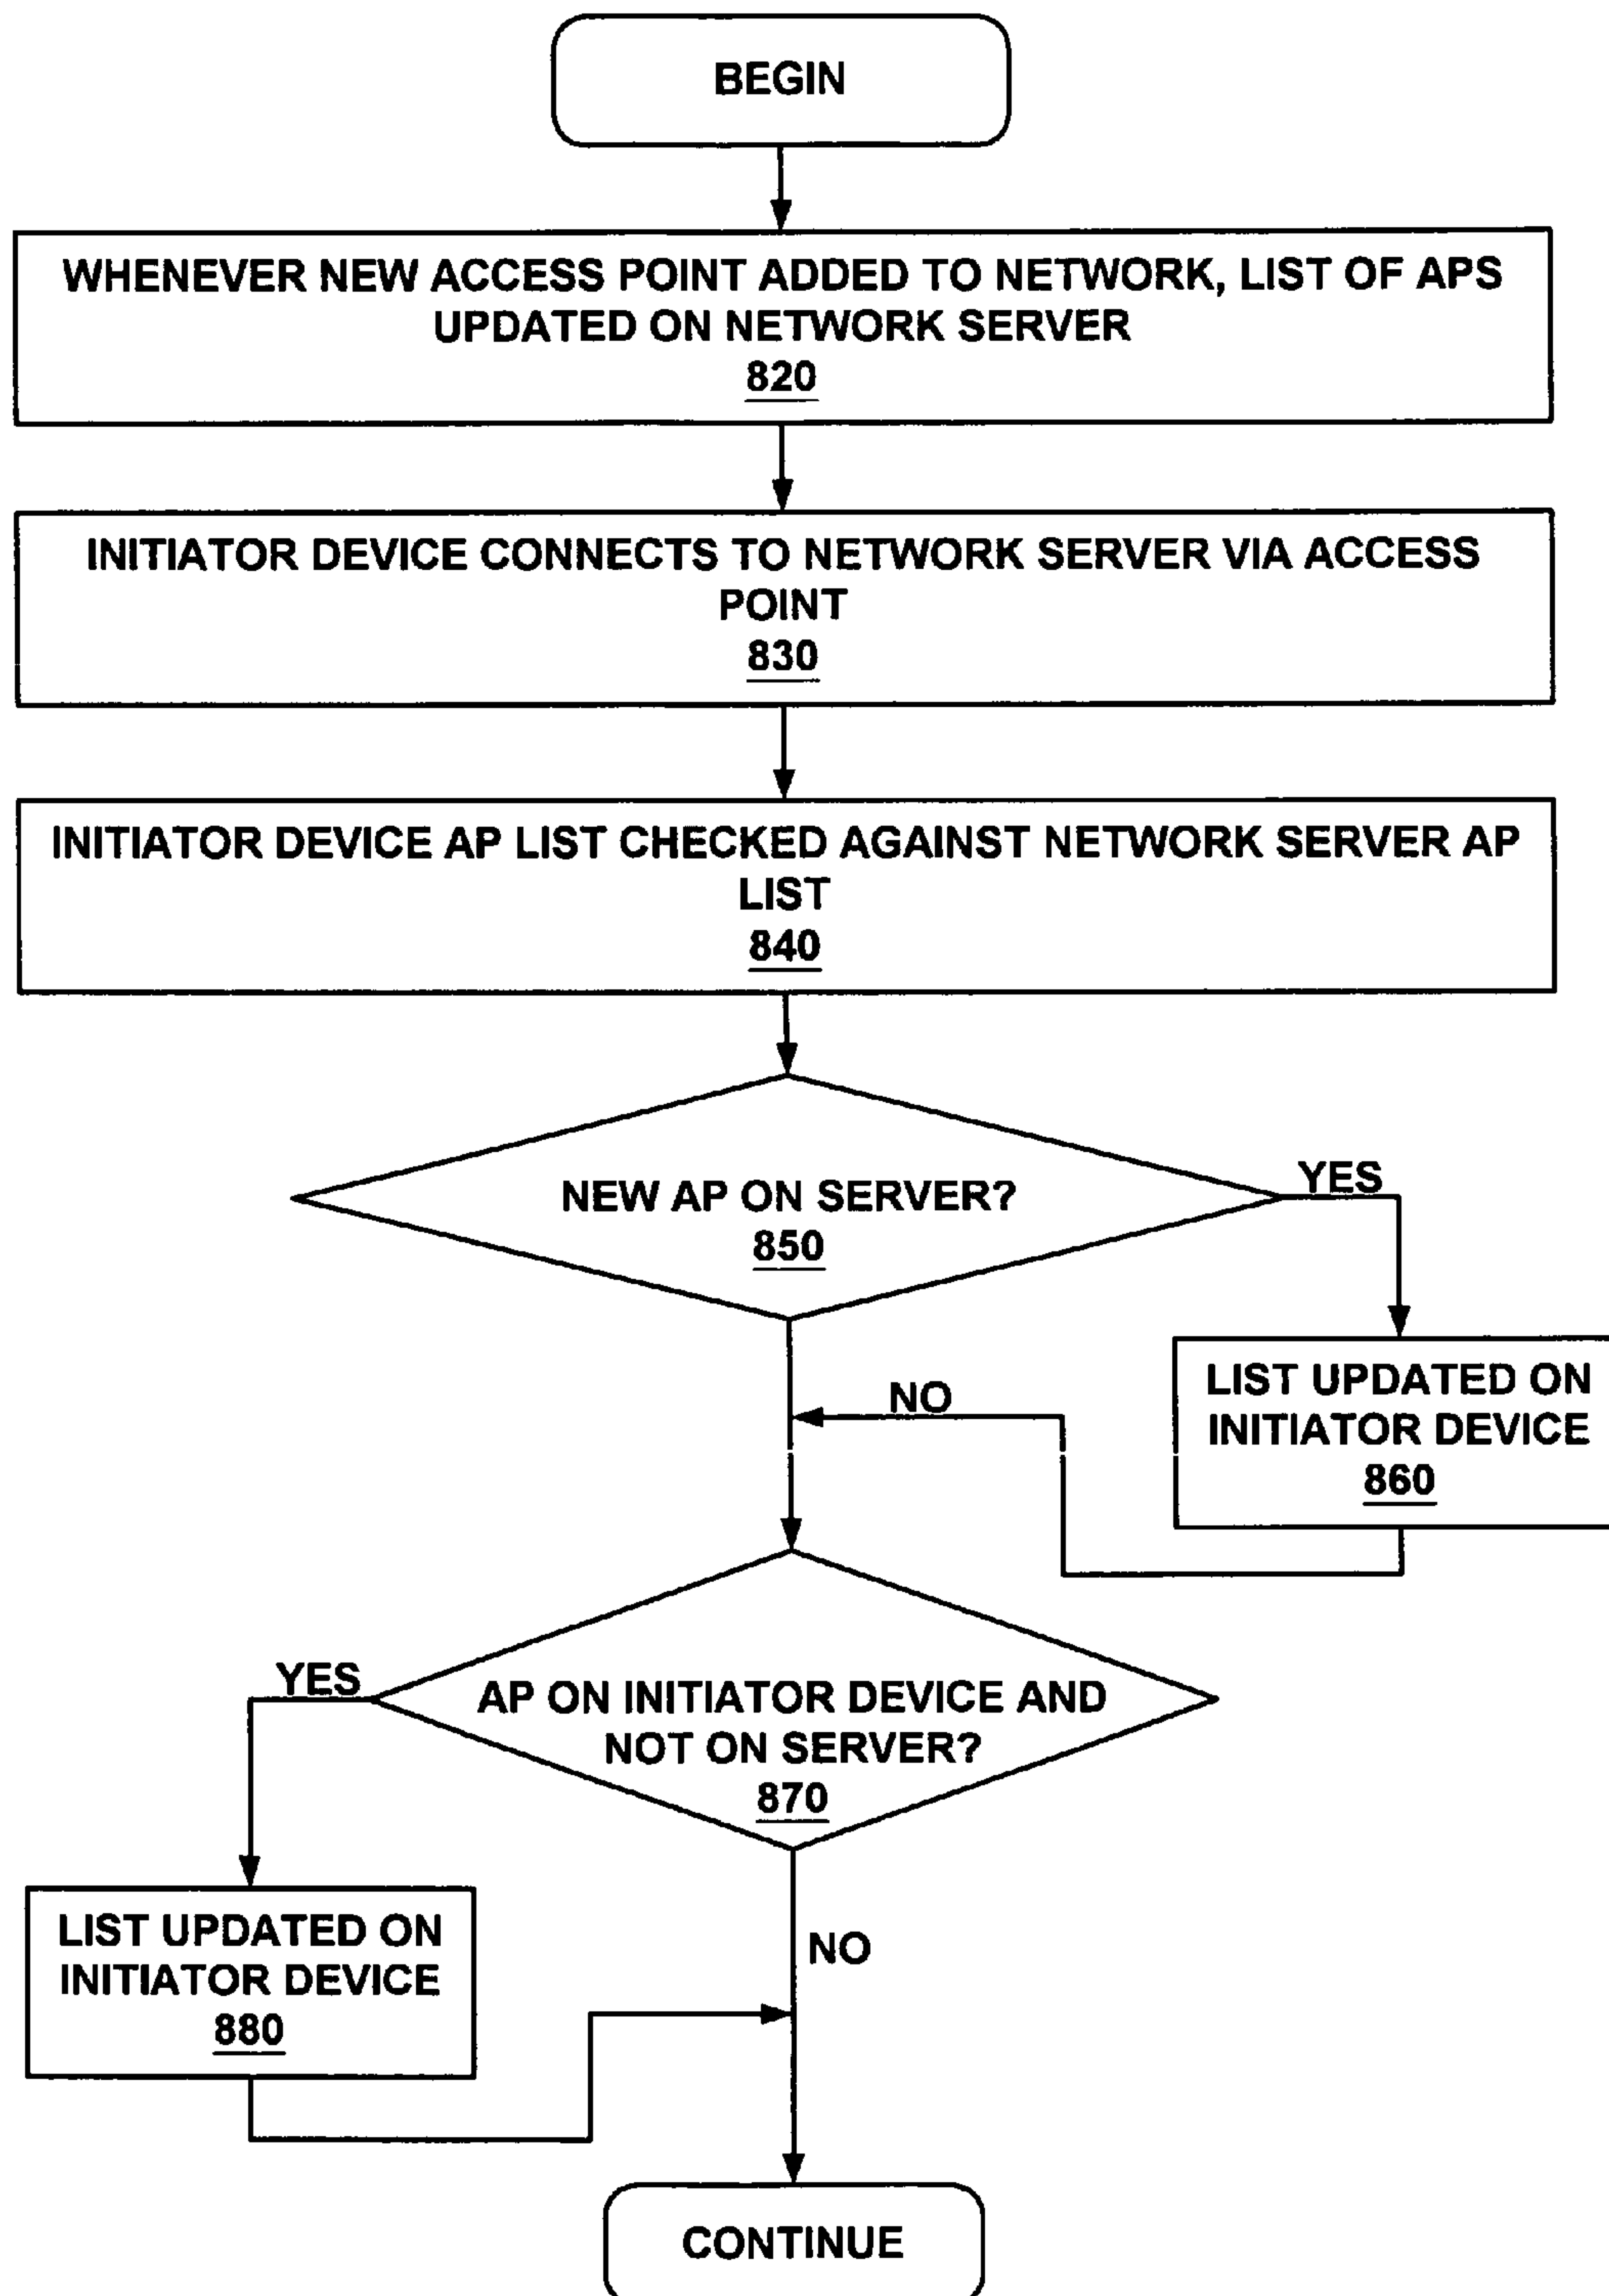 BEGIN
WHENEVER NEW ACCESS POINT ADDED TO NETWORK, LIST OF APS
UPDATED ON NETWORK SERVER
820
INITIATOR DEVICE CONNECTS TO NETWORK SERVER VIA ACCESS
POINT
830
INITIATOR DEVICE AP LIST CHECKED AGAINST NETWORK SERVER AP
LIST
840
NEW AP ON SERVER?
850
YES
LIST UPDATED ON
INITIATOR DEVICE
860
NO
AP ON INITIATOR DEVICE AND
NOT ON SERVER?
870
YES
LIST UPDATED ON
INITIATOR DEVICE
880
NO
CONTINUE